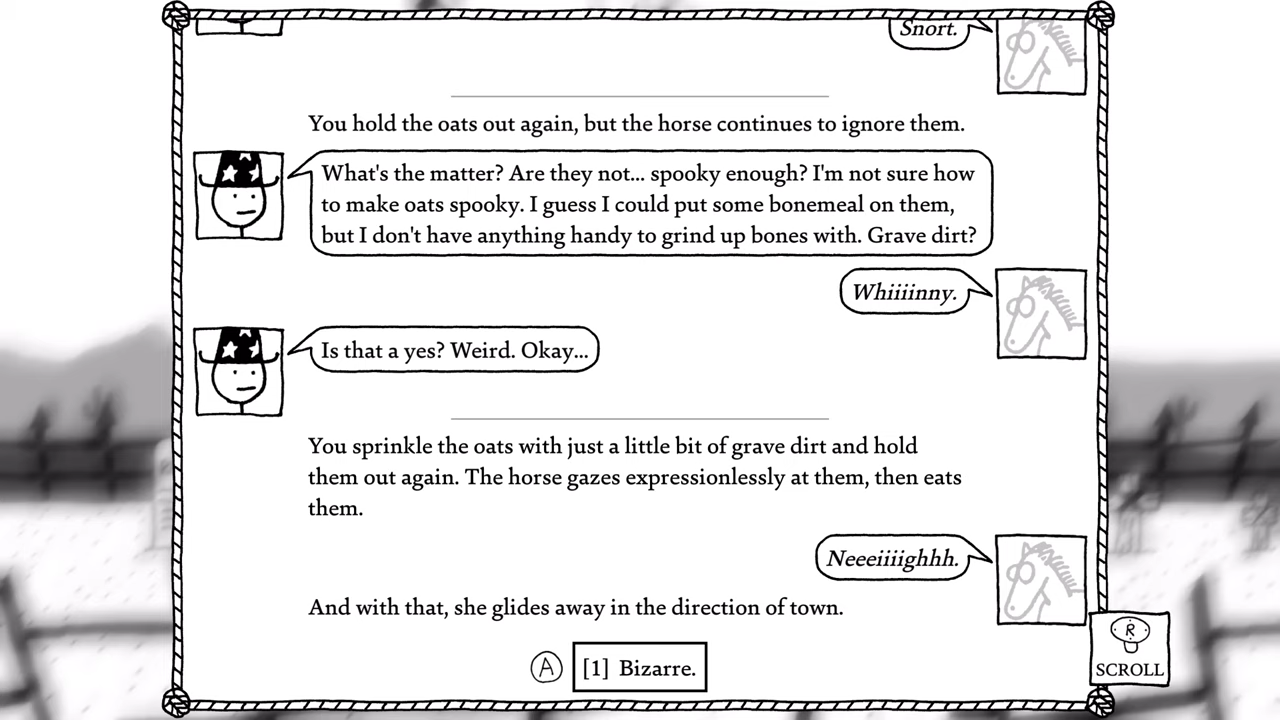 Snort.
You hold the oats out again, but the horse continues to ignore them.
What's the matter? Are they not... spooky enough? I'm not sure how
to make oats spooky. I guess I could put some bonemeal on them,
but I don't have anything handy to grind up bones with. Grave dirt?
Whiiiinny.
Is that a yes? Weird. Okay...
You sprinkle the oats with just a little bit of grave dirt and hold
them out again. The horse gazes expressionlessly at them, then eats
them.
Neeeiiiighhh.
And with that, she glides away in the direction of town.
R
SCROLL
A [1] Bizarre.